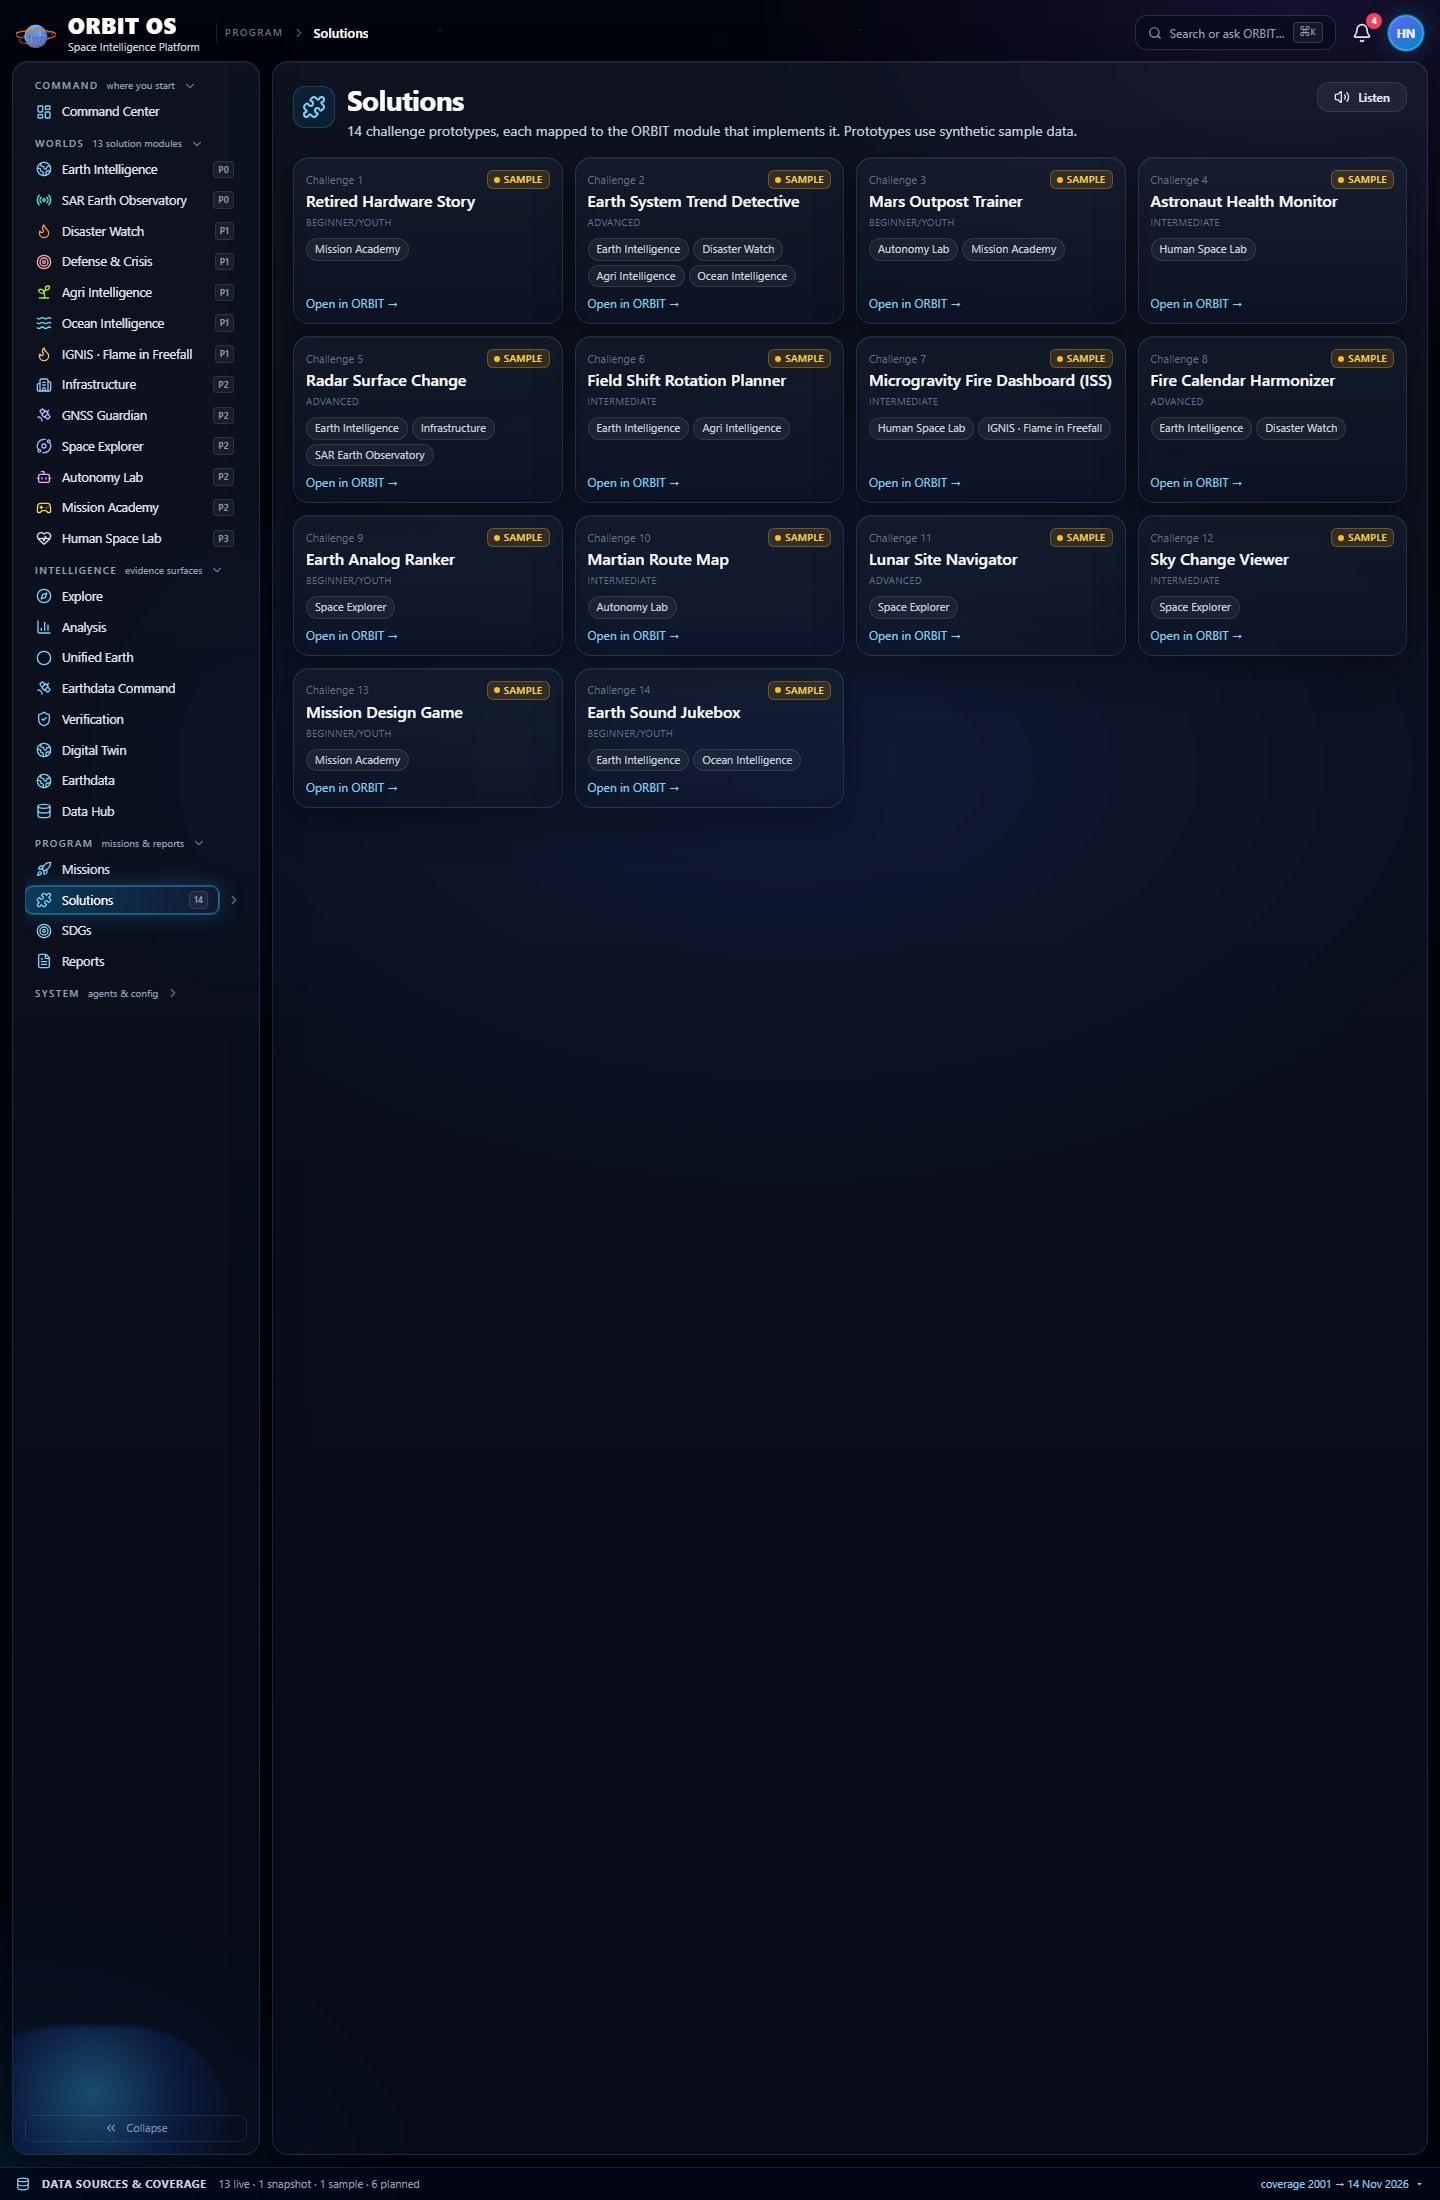 ORBIT OS
Space Intelligence Platform
PROGRAM > Solutions
Search or ask ORBIT... ⌘K
4
HN
COMMAND where you start
Command Center
WORLDS 13 solution modules
Earth Intelligence P0
SAR Earth Observatory P0
Disaster Watch P1
Defense & Crisis P1
Agri Intelligence P1
Ocean Intelligence P1
IGNIS · Flame in Freefall P1
Infrastructure P2
GNSS Guardian P2
Space Explorer P2
Autonomy Lab P2
Mission Academy P2
Human Space Lab P3
INTELLIGENCE evidence surfaces
Explore
Analysis
Unified Earth
Earthdata Command
Verification
Digital Twin
Earthdata
Data Hub
PROGRAM missions & reports
Missions
Solutions 14
SDGs
Reports
SYSTEM agents & config
Collapse
Solutions
14 challenge prototypes, each mapped to the ORBIT module that implements it. Prototypes use synthetic sample data.
Listen
Challenge 1 SAMPLE
Retired Hardware Story
BEGINNER/YOUTH
Mission Academy
Open in ORBIT →
Challenge 2 SAMPLE
Earth System Trend Detective
ADVANCED
Earth Intelligence Disaster Watch
Agri Intelligence Ocean Intelligence
Open in ORBIT →
Challenge 3 SAMPLE
Mars Outpost Trainer
BEGINNER/YOUTH
Autonomy Lab Mission Academy
Open in ORBIT →
Challenge 4 SAMPLE
Astronaut Health Monitor
INTERMEDIATE
Human Space Lab
Open in ORBIT →
Challenge 5 SAMPLE
Radar Surface Change
ADVANCED
Earth Intelligence Infrastructure
SAR Earth Observatory
Open in ORBIT →
Challenge 6 SAMPLE
Field Shift Rotation Planner
INTERMEDIATE
Earth Intelligence Agri Intelligence
Open in ORBIT →
Challenge 7 SAMPLE
Microgravity Fire Dashboard (ISS)
INTERMEDIATE
Human Space Lab IGNIS · Flame in Freefall
Open in ORBIT →
Challenge 8 SAMPLE
Fire Calendar Harmonizer
ADVANCED
Earth Intelligence Disaster Watch
Open in ORBIT →
Challenge 9 SAMPLE
Earth Analog Ranker
BEGINNER/YOUTH
Space Explorer
Open in ORBIT →
Challenge 10 SAMPLE
Martian Route Map
INTERMEDIATE
Autonomy Lab
Open in ORBIT →
Challenge 11 SAMPLE
Lunar Site Navigator
ADVANCED
Space Explorer
Open in ORBIT →
Challenge 12 SAMPLE
Sky Change Viewer
INTERMEDIATE
Space Explorer
Open in ORBIT →
Challenge 13 SAMPLE
Mission Design Game
BEGINNER/YOUTH
Mission Academy
Open in ORBIT →
Challenge 14 SAMPLE
Earth Sound Jukebox
BEGINNER/YOUTH
Earth Intelligence Ocean Intelligence
Open in ORBIT →
DATA SOURCES & COVERAGE 13 live · 1 snapshot · 1 sample · 6 planned
coverage 2001 → 14 Nov 2026